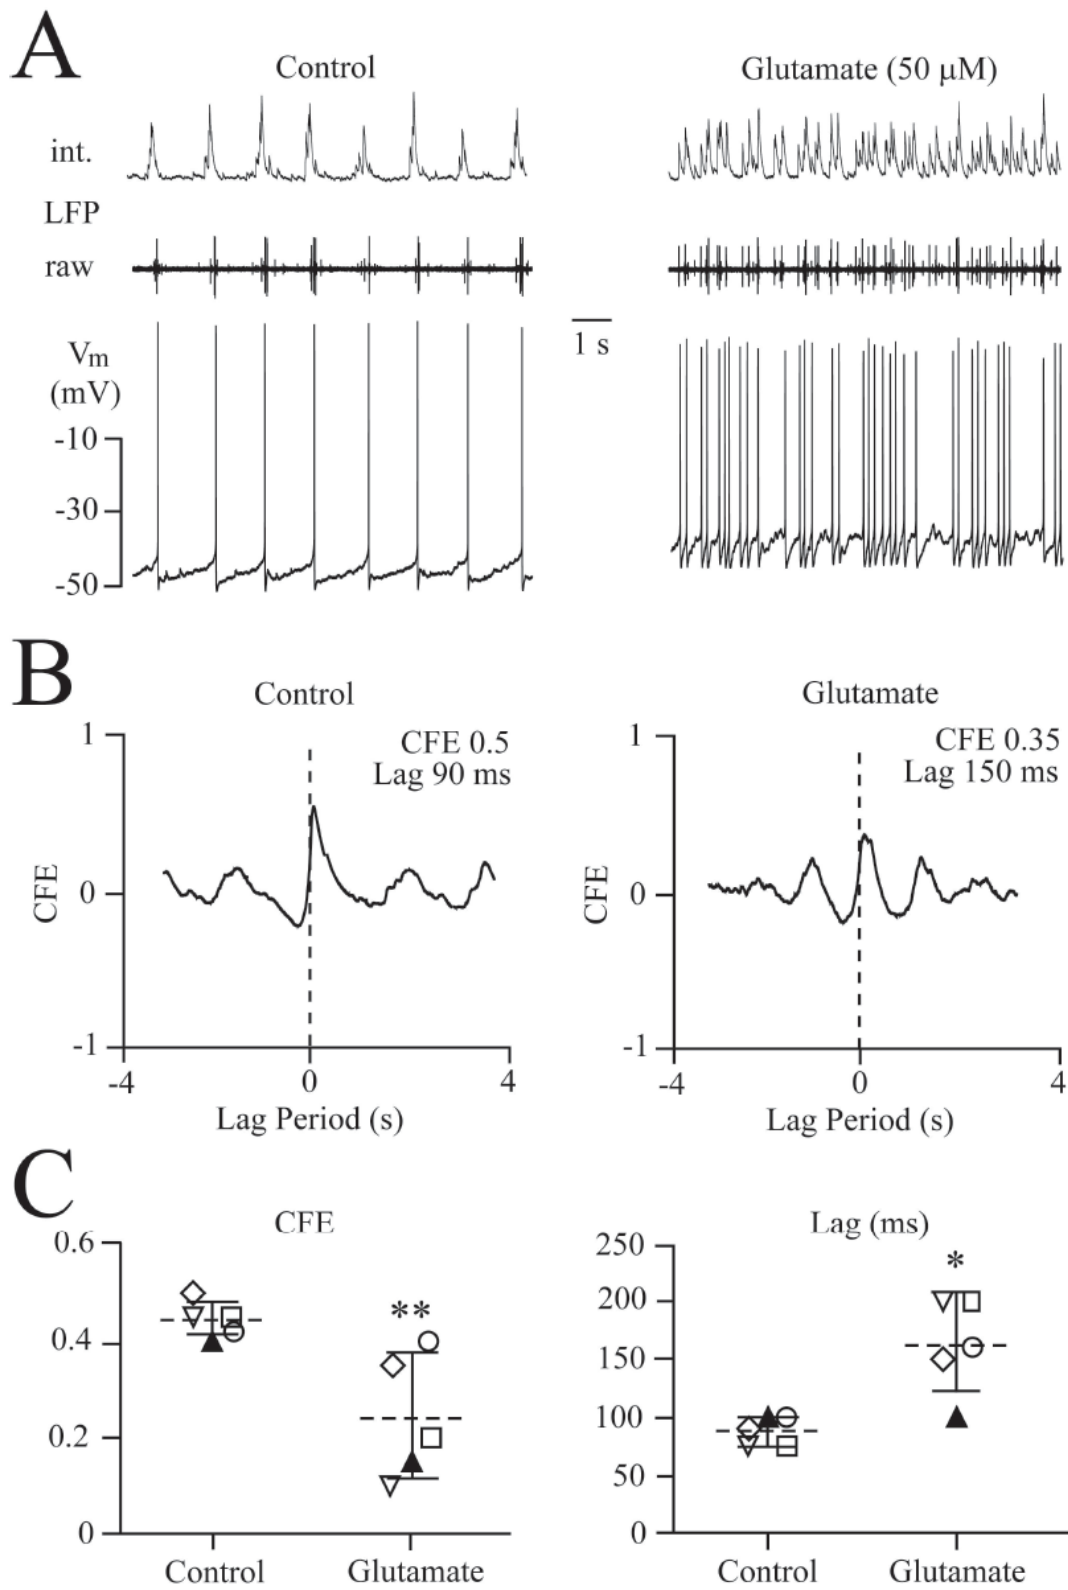 A
Control
Glutamate (50 µM)
int.
LFP
raw
1 s
Vm
(mV)
-10
-30
-50
B
Control
Glutamate
CFE 0.5
Lag 90 ms
CFE 0.35
Lag 150 ms
1
0
-1
CFE
-4
0
4
Lag Period (s)
1
0
-1
CFE
-4
0
4
Lag Period (s)
C
CFE
Lag (ms)
0.6
0.4
0.2
0
**
Control
Glutamate
250
200
150
100
50
0
*
Control
Glutamate